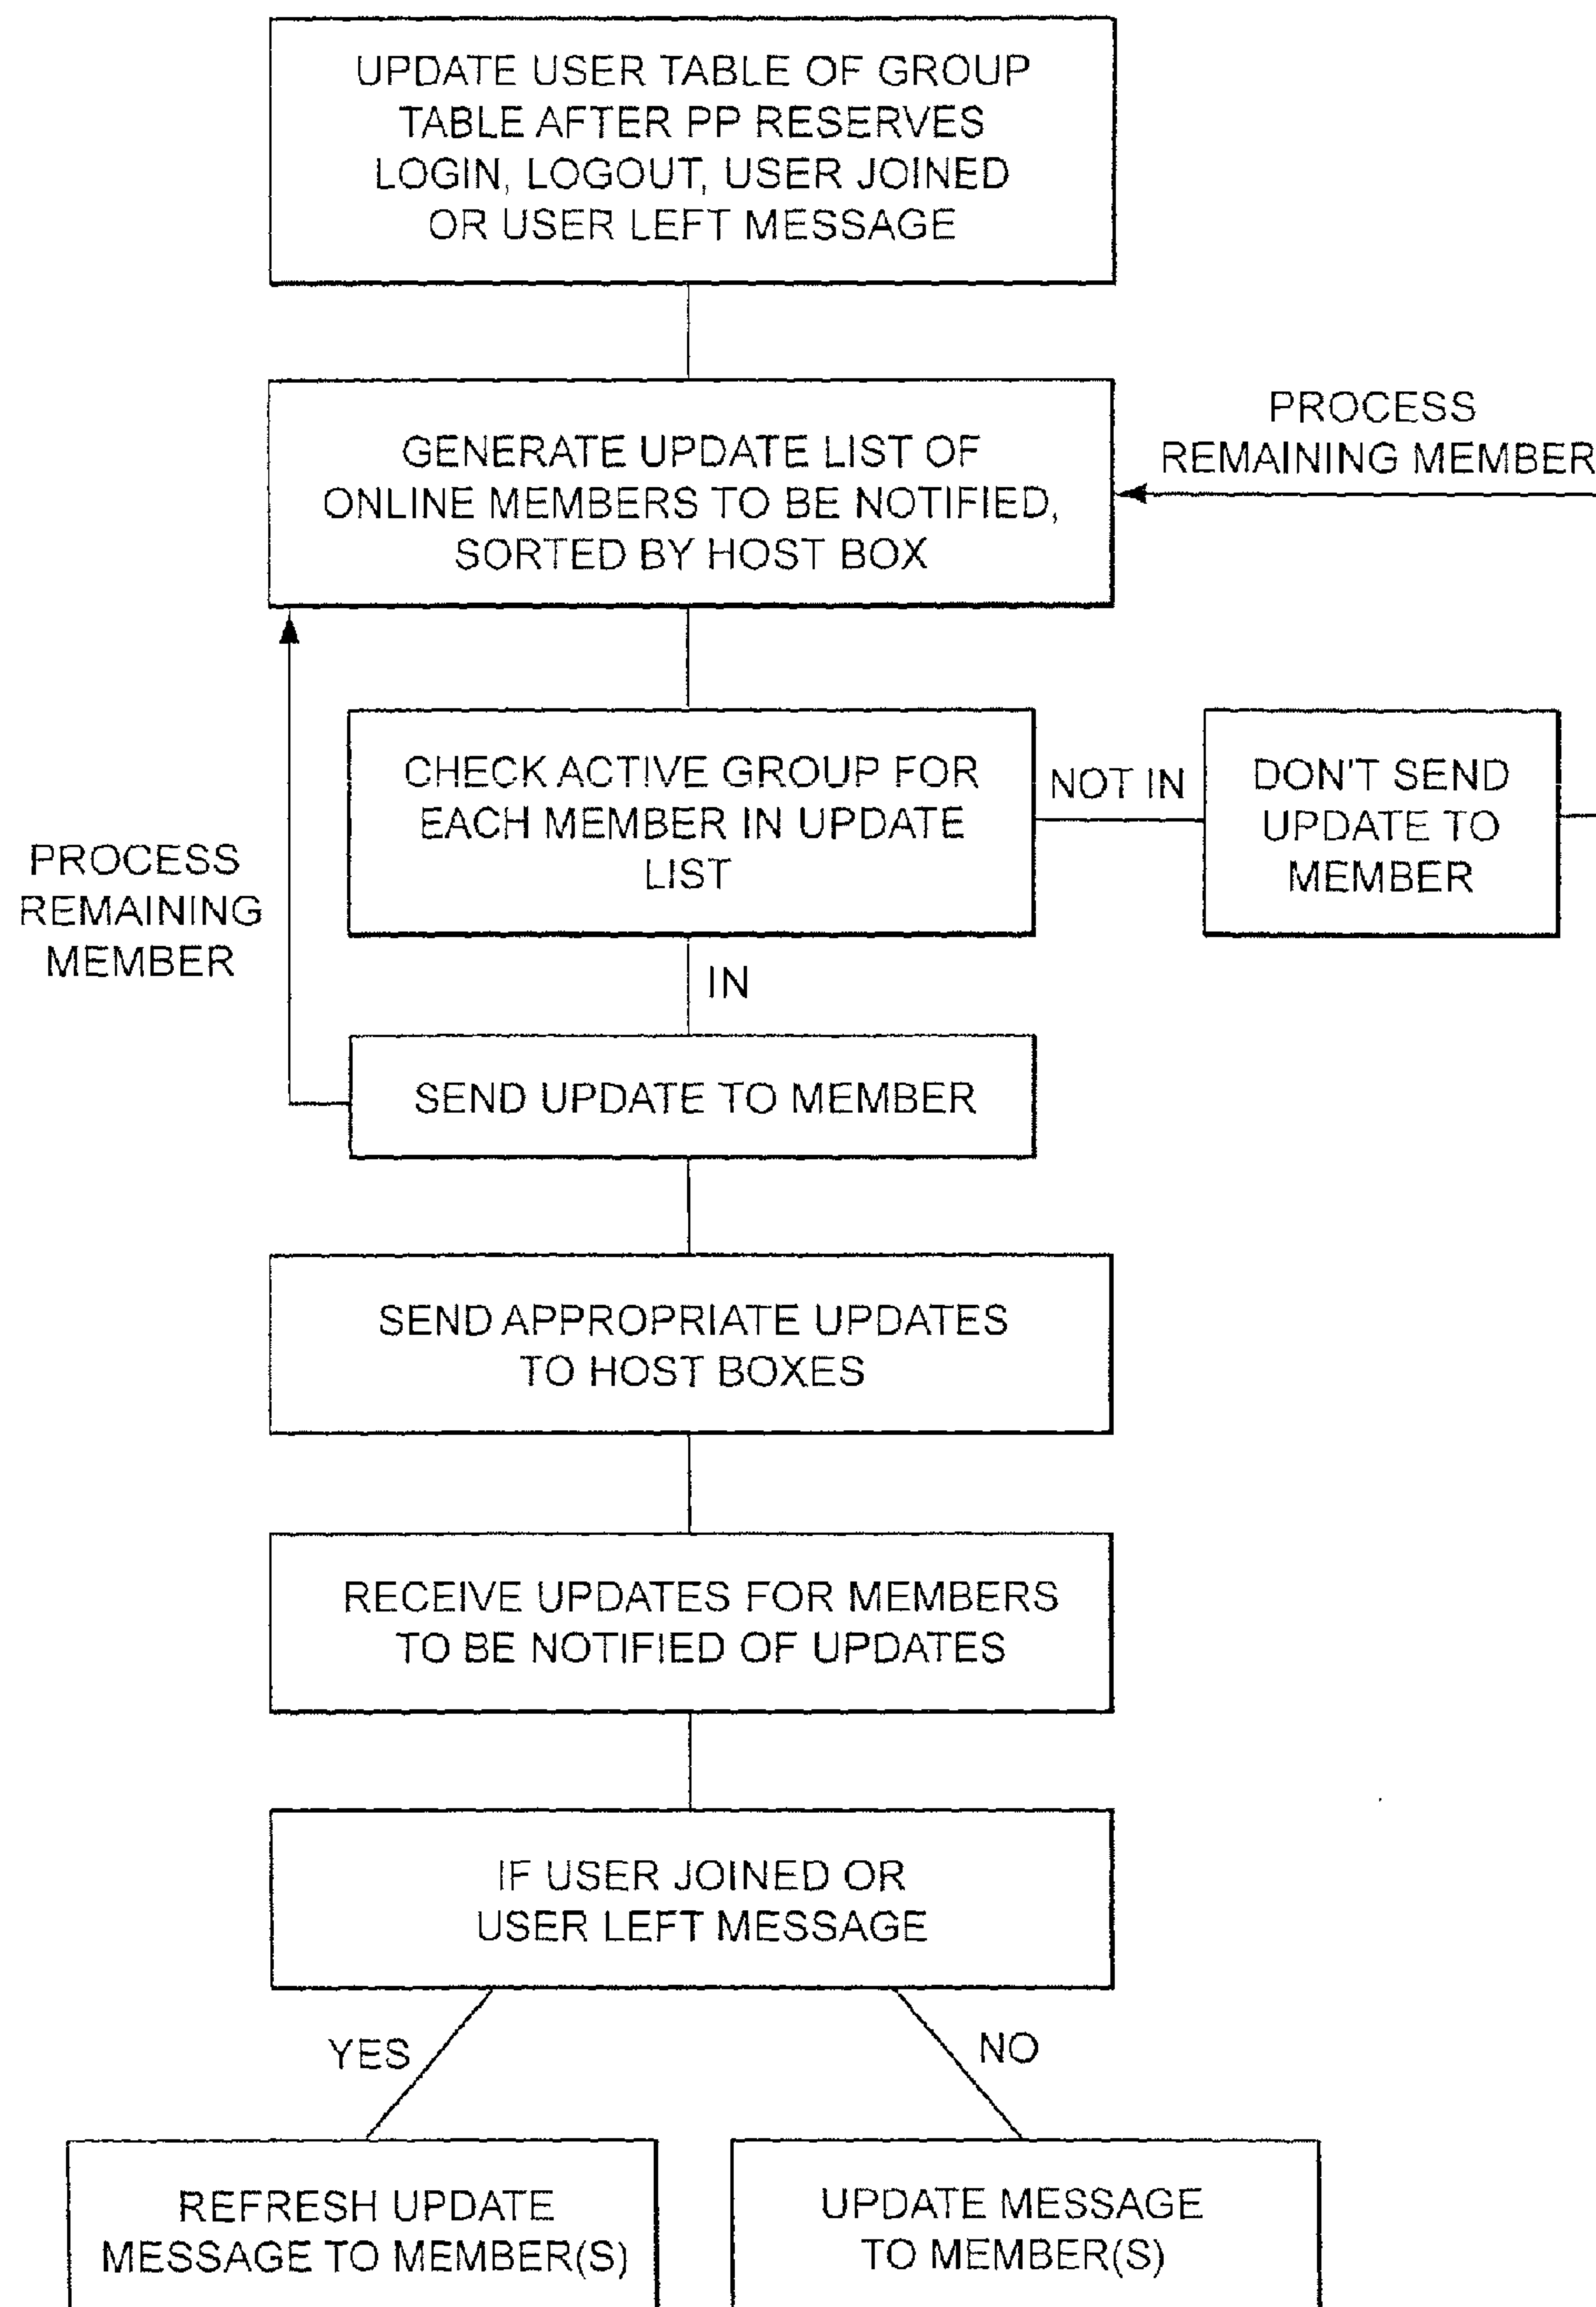 UPDATE USER TABLE OF GROUP
TABLE AFTER PP RESERVES
LOGIN, LOGOUT, USER JOINED
OR USER LEFT MESSAGE
PROCESS
REMAINING MEMBER
GENERATE UPDATE LIST OF
ONLINE MEMBERS TO BE NOTIFIED,
SORTED BY HOST BOX
CHECK ACTIVE GROUP FOR
EACH MEMBER IN UPDATE
LIST
NOT IN
DON'T SEND
UPDATE TO
MEMBER
PROCESS
REMAINING
MEMBER
IN
SEND UPDATE TO MEMBER
SEND APPROPRIATE UPDATES
TO HOST BOXES
RECEIVE UPDATES FOR MEMBERS
TO BE NOTIFIED OF UPDATES
IF USER JOINED OR
USER LEFT MESSAGE
YES
NO
REFRESH UPDATE
MESSAGE TO MEMBER(S)
UPDATE MESSAGE
TO MEMBER(S)